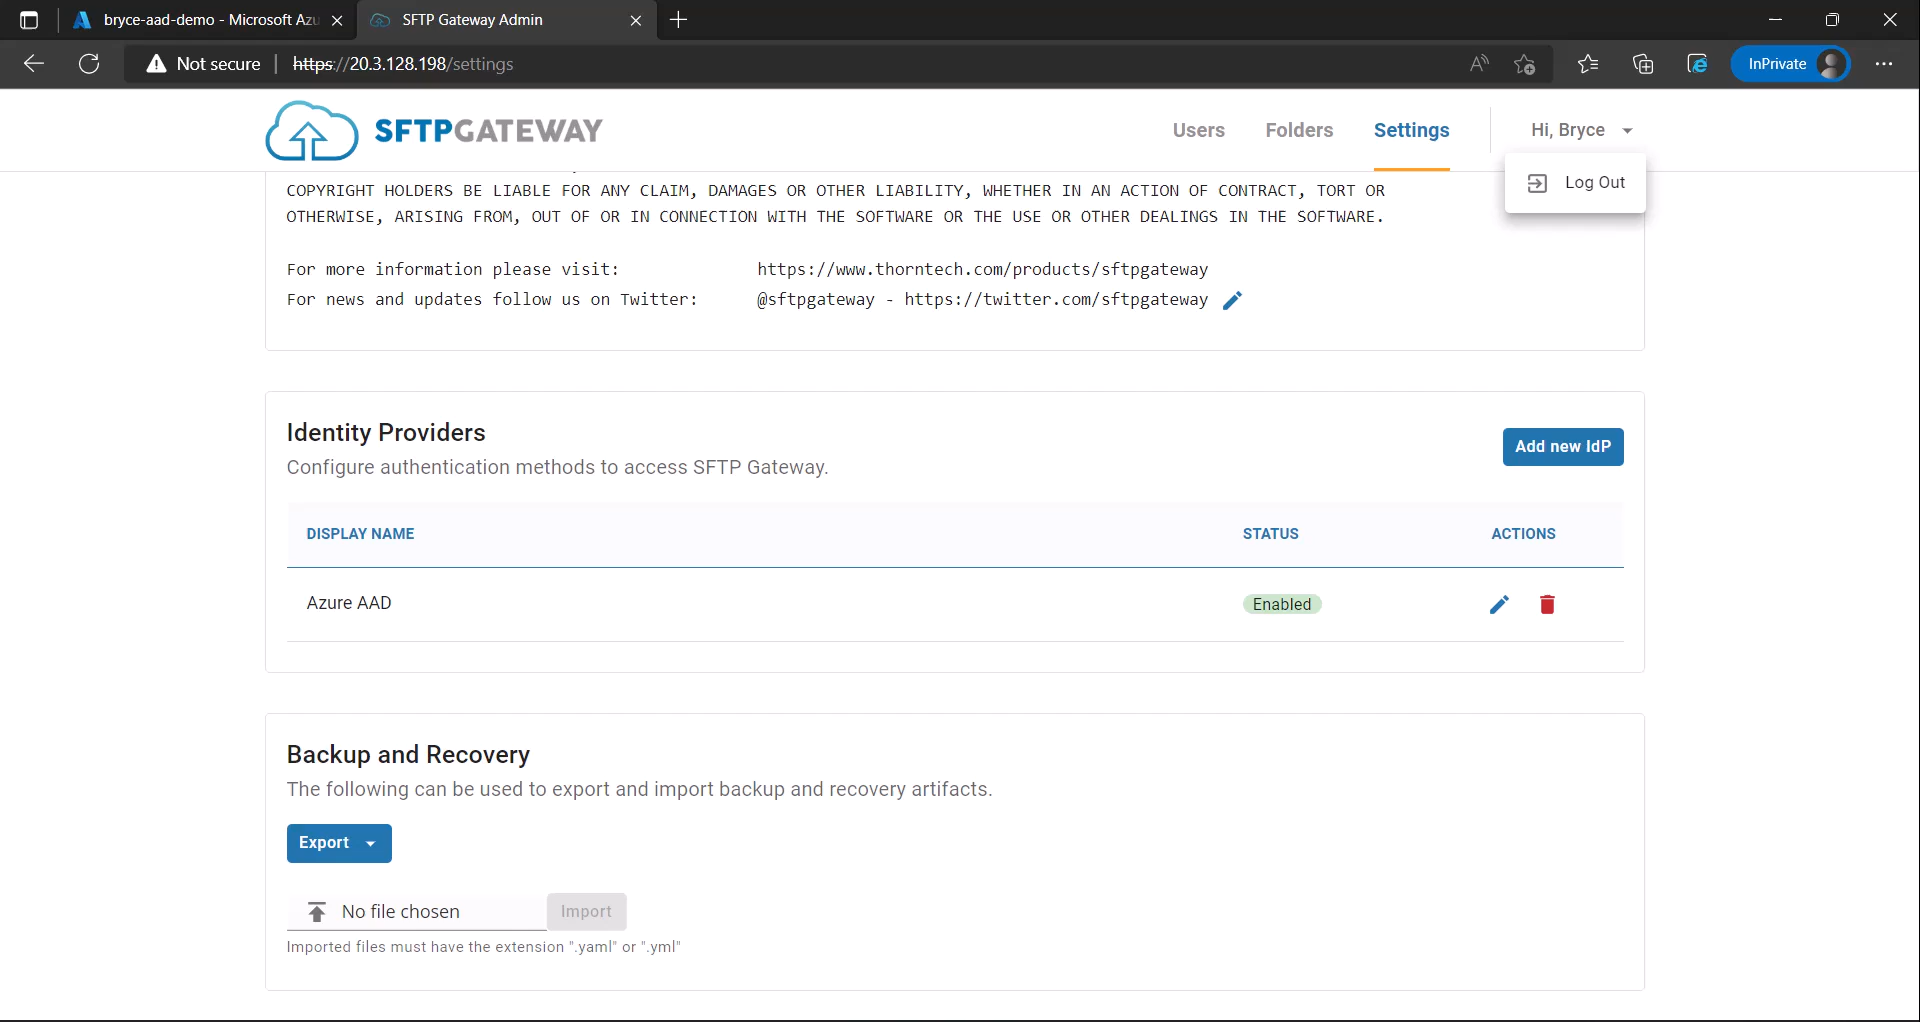 bryce-aad-demo - Microsoft Azu
SFTP Gateway Admin
Not secure
https://20.3.128.198/settings
InPrivate
SFTPGATEWAY
Users
Folders
Settings
Hi, Bryce
Log Out
COPYRIGHT HOLDERS BE LIABLE FOR ANY CLAIM, DAMAGES OR OTHER LIABILITY, WHETHER IN AN ACTION OF CONTRACT, TORT OR
OTHERWISE, ARISING FROM, OUT OF OR IN CONNECTION WITH THE SOFTWARE OR THE USE OR OTHER DEALINGS IN THE SOFTWARE.
For more information please visit: https://www.thorntech.com/products/sftpgateway
For news and updates follow us on Twitter: @sftpgateway - https://twitter.com/sftpgateway
Identity Providers
Add new IdP
Configure authentication methods to access SFTP Gateway.
DISPLAY NAME STATUS ACTIONS
Azure AAD Enabled
Backup and Recovery
The following can be used to export and import backup and recovery artifacts.
Export
No file chosen
Import
Imported files must have the extension ".yaml" or ".yml"